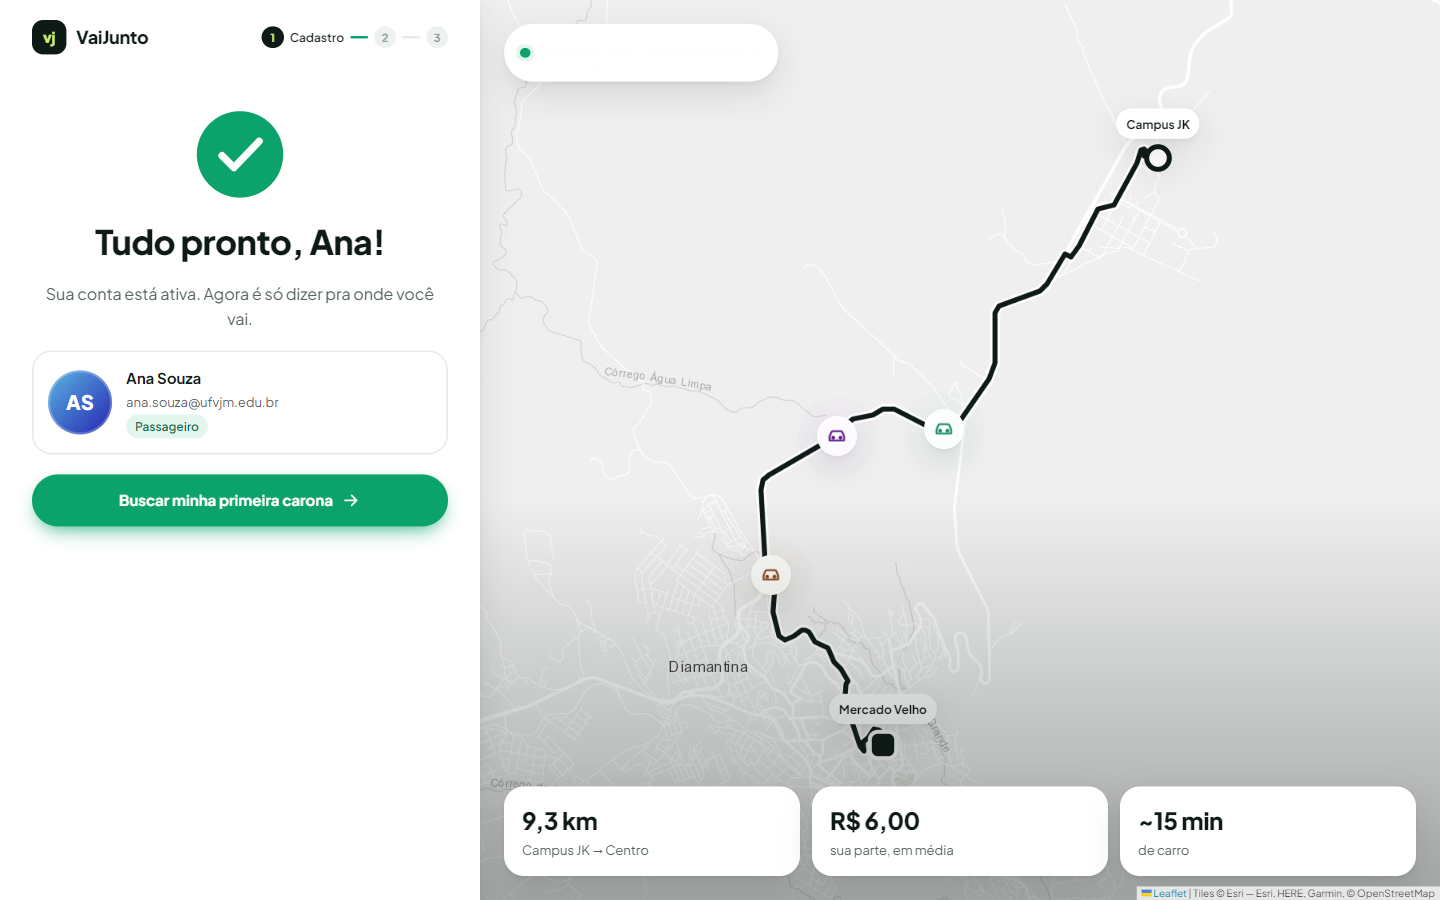 vj VaiJunto
1 Cadastro 2 3
Tudo pronto, Ana!
Sua conta está ativa. Agora é só dizer pra onde você
vai.
AS
Ana Souza
ana.souza@ufvjm.edu.br
Passageiro
Buscar minha primeira carona →
Campus JK
Córrego Água Limpa
Diamantina
Mercado Velho
Grande
Córrego d
9,3 km
Campus JK → Centro
R$ 6,00
sua parte, em média
~15 min
de carro
Leaflet | Tiles © Esri — Esri, HERE, Garmin, © OpenStreetMap